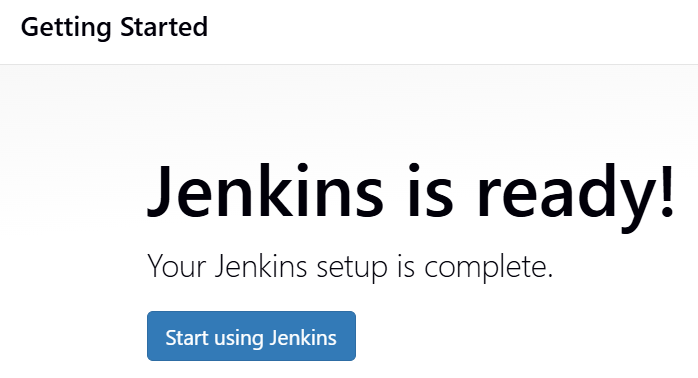 Getting Started
Jenkins is ready!
Your Jenkins setup is complete.
Start using Jenkins